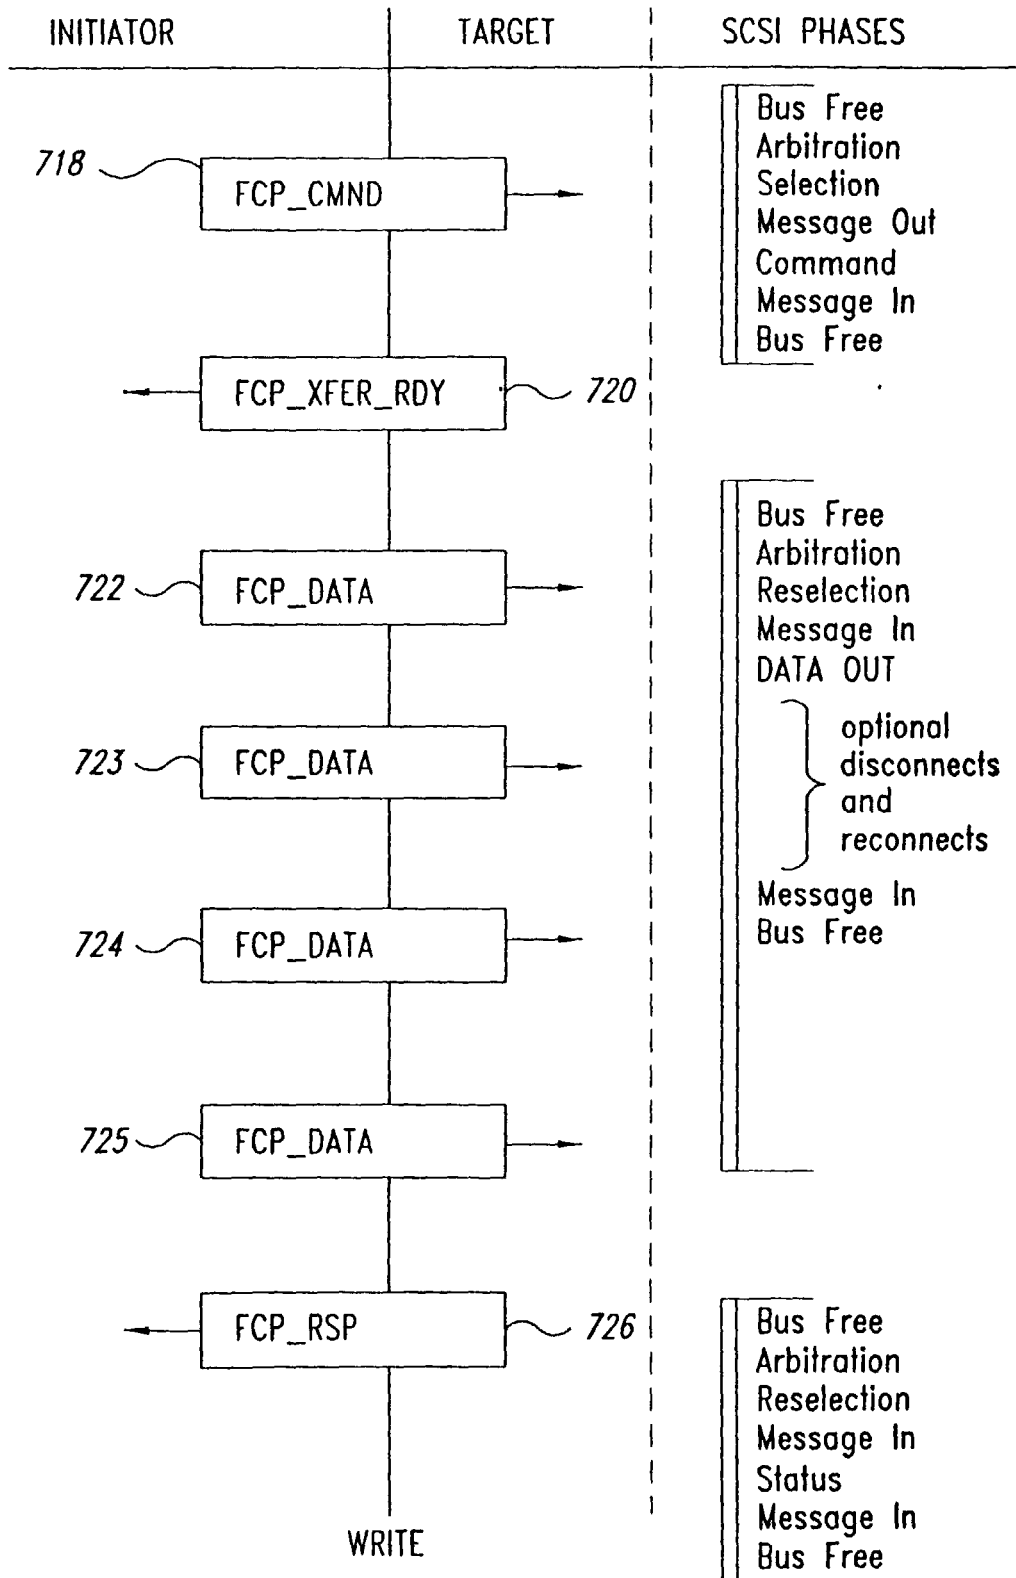 INITIATOR
TARGET
SCSI PHASES
718
FCP_CMND
Bus Free
Arbitration
Selection
Message Out
Command
Message In
Bus Free
FCP_XFER_RDY
720
722
FCP_DATA
723
FCP_DATA
724
FCP_DATA
725
FCP_DATA
Bus Free
Arbitration
Reselection
Message In
DATA OUT
optional
disconnects
and
reconnects
Message In
Bus Free
FCP_RSP
726
Bus Free
Arbitration
Reselection
Message In
Status
Message In
Bus Free
WRITE